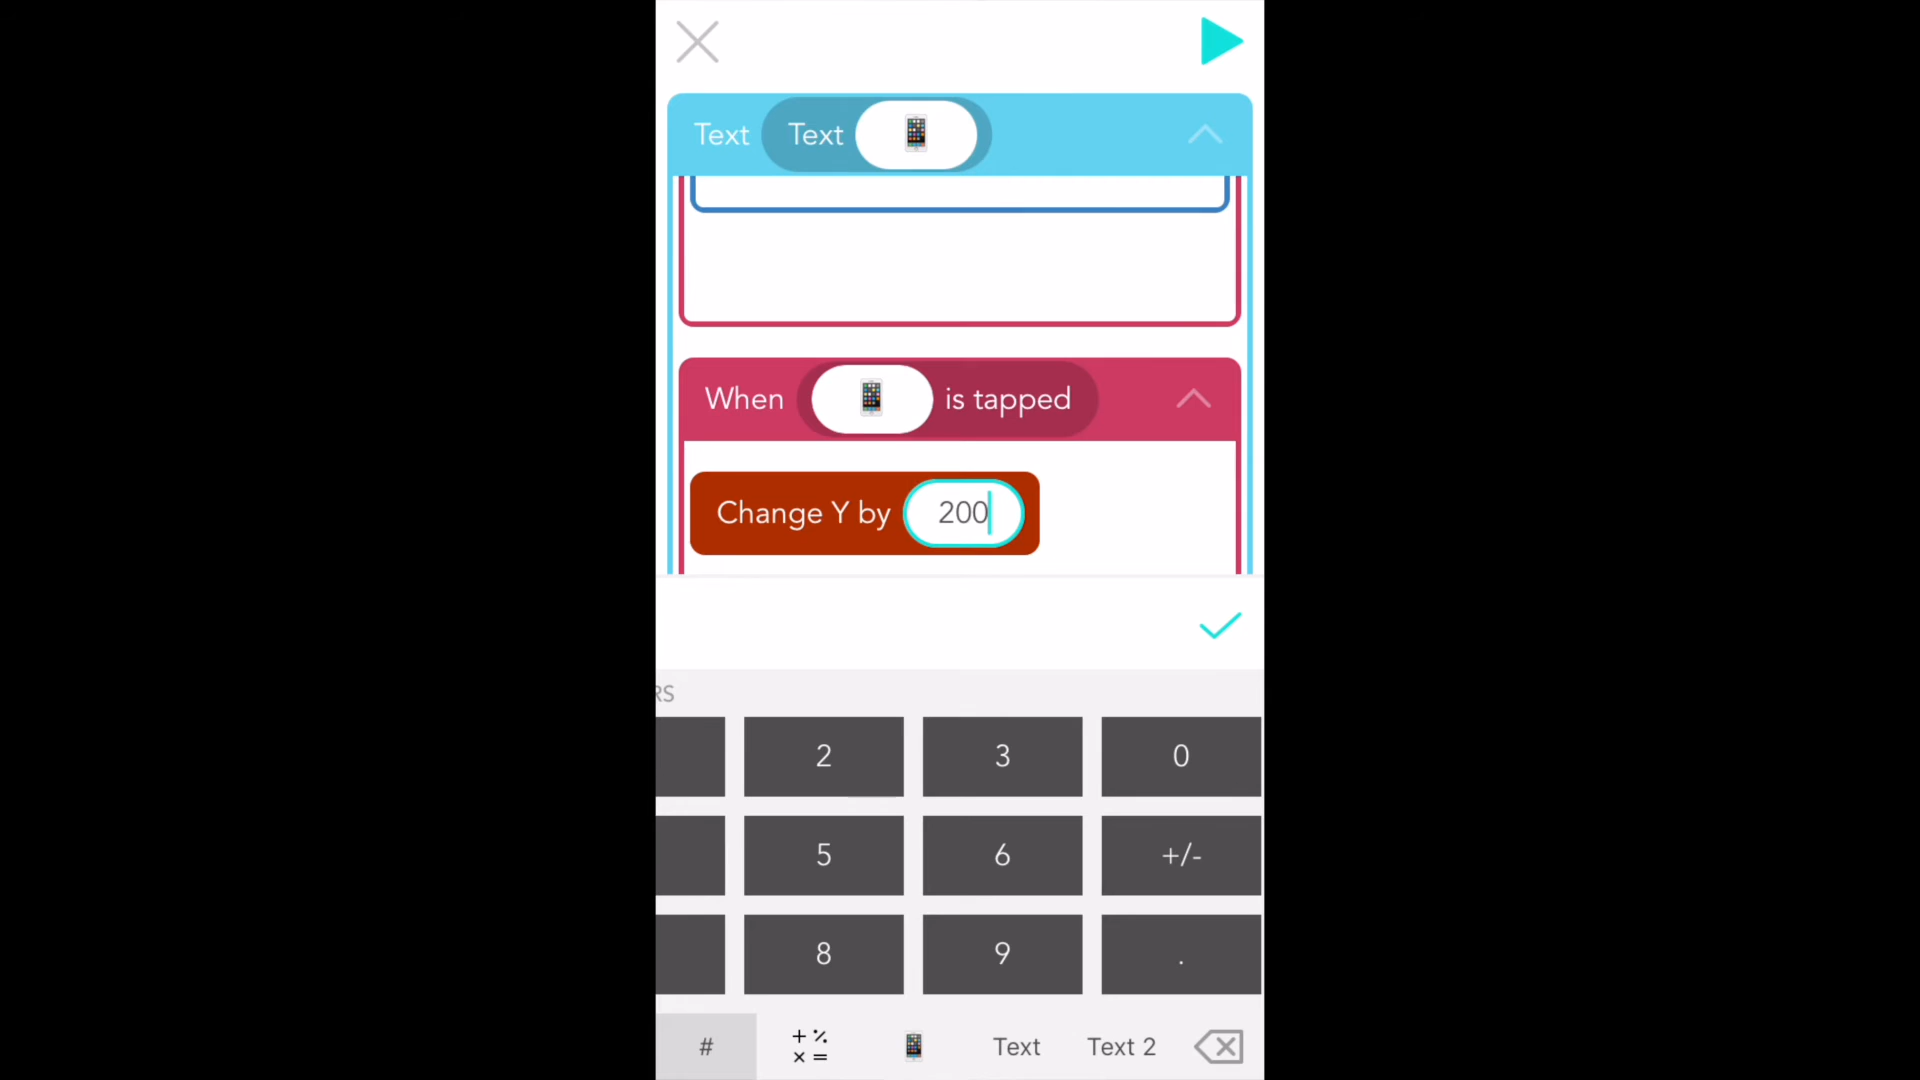 Text Text
When is tapped
Change Y by 200
RS
2 3 0
5 6 +/-
8 9 .
# + ٪ × = Text Text 2